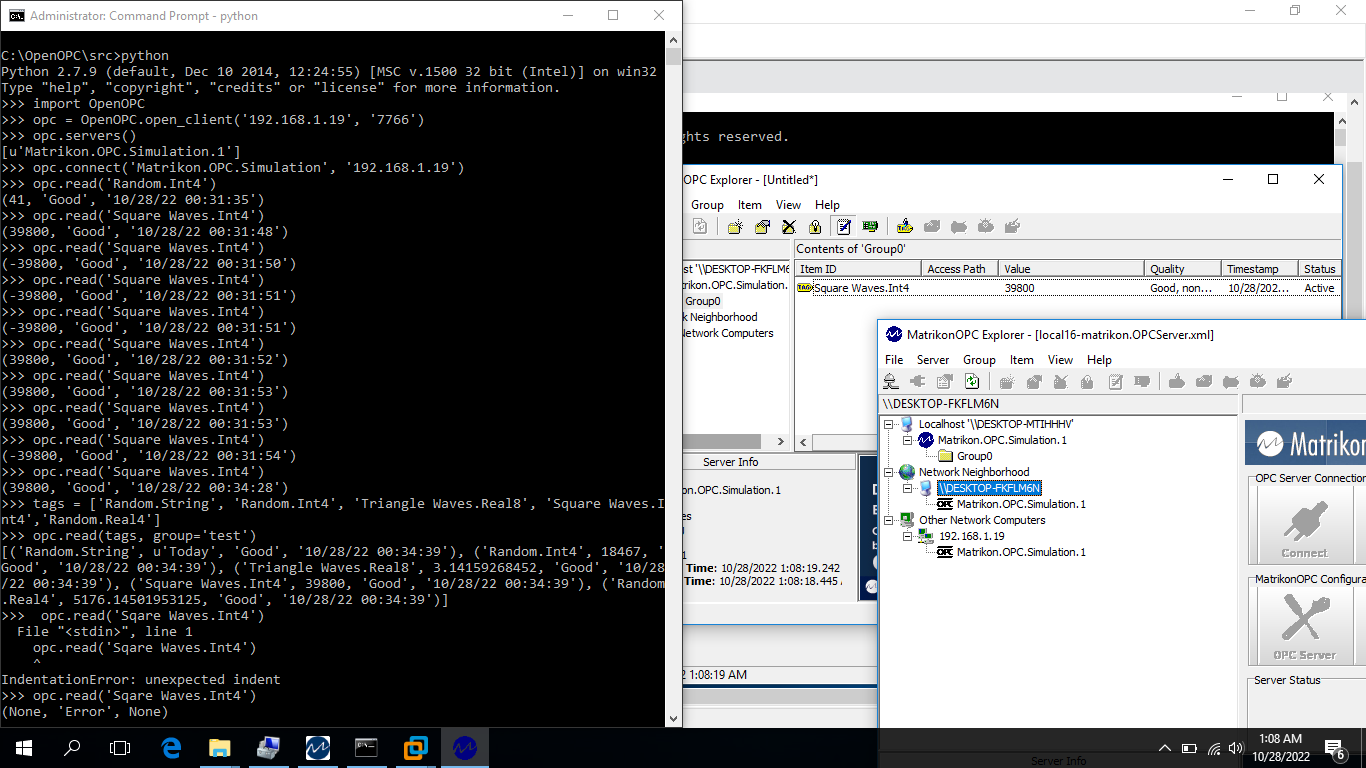 Administrator: Command Prompt - python
C:\OpenOPC\src>python
Python 2.7.9 (default, Dec 10 2014, 12:24:55) [MSC v.1500 32 bit (Intel)] on win32
Type "help", "copyright", "credits" or "license" for more information.
>>> import OpenOPC
>>> opc = OpenOPC.open_client('192.168.1.19', '7766')
>>> opc.servers()
[u'Matrikon.OPC.Simulation.1']
>>> opc.connect('Matrikon.OPC.Simulation', '192.168.1.19')
>>> opc.read('Random.Int4')
(41, 'Good', '10/28/22 00:31:35')
>>> opc.read('Square Waves.Int4')
(39800, 'Good', '10/28/22 00:31:48')
>>> opc.read('Square Waves.Int4')
(-39800, 'Good', '10/28/22 00:31:50')
>>> opc.read('Square Waves.Int4')
(-39800, 'Good', '10/28/22 00:31:51')
>>> opc.read('Square Waves.Int4')
(-39800, 'Good', '10/28/22 00:31:51')
>>> opc.read('Square Waves.Int4')
(39800, 'Good', '10/28/22 00:31:52')
>>> opc.read('Square Waves.Int4')
(39800, 'Good', '10/28/22 00:31:53')
>>> opc.read('Square Waves.Int4')
(39800, 'Good', '10/28/22 00:31:53')
>>> opc.read('Square Waves.Int4')
(-39800, 'Good', '10/28/22 00:31:54')
>>> opc.read('Square Waves.Int4')
(39800, 'Good', '10/28/22 00:34:28')
>>> tags = ['Random.String', 'Random.Int4', 'Triangle Waves.Real8', 'Square Waves.I
nt4','Random.Real4']
>>> opc.read(tags, group='test')
[('Random.String', u'Today', 'Good', '10/28/22 00:34:39'), ('Random.Int4', 18467, '
Good', '10/28/22 00:34:39'), ('Triangle Waves.Real8', 3.14159268452, 'Good', '10/28
/22 00:34:39'), ('Square Waves.Int4', 39800, 'Good', '10/28/22 00:34:39'), ('Random
.Real4', 5176.14501953125, 'Good', '10/28/22 00:34:39')]
>>>  opc.read('Sqare Waves.Int4')
File "<stdin>", line 1
opc.read('Sqare Waves.Int4')
^
IndentationError: unexpected indent
>>> opc.read('Sqare Waves.Int4')
(None, 'Error', None)
ghts reserved.
OPC Explorer - [Untitled*]
Group Item View Help
Contents of 'Group0'
Item ID Access Path Value Quality Timestamp Status
Square Waves.Int4 39800 Good, non... 10/28/202... Active
st '\\DESKTOP-FKFLM6
trikon.OPC.Simulation.
Group0
k Neighborhood
Network Computers
Server Info
on.OPC.Simulation.1
es
Time: 10/28/2022 1:08:19.242
Time: 10/28/2022 1:08:18.445
2 1:08:19 AM
MatrikonOPC Explorer - [local16-matrikon.OPCServer.xml]
File Server Group Item View Help
\\DESKTOP-FKFLM6N
Localhost '\\DESKTOP-MTIHHHV'
Matrikon.OPC.Simulation.1
Group0
Network Neighborhood
\\DESKTOP-FKFLM6N
Matrikon.OPC.Simulation.1
Other Network Computers
192.168.1.19
Matrikon.OPC.Simulation.1
Matrikon
OPC Server Connection
Connect
MatrikonOPC Configura
OPC Server
Server Status
Server Info
1:08 AM
10/28/2022
6